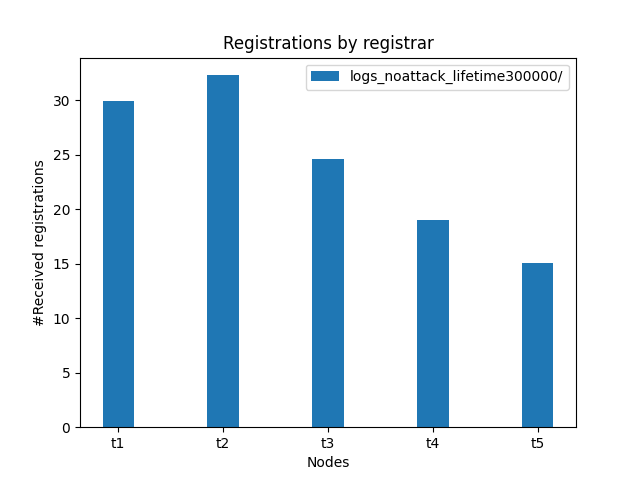 Registrations by registrar
logs_noattack_lifetime300000/
#Received registrations
30
25
20
15
10
5
0
t1 t2 t3 t4 t5
Nodes